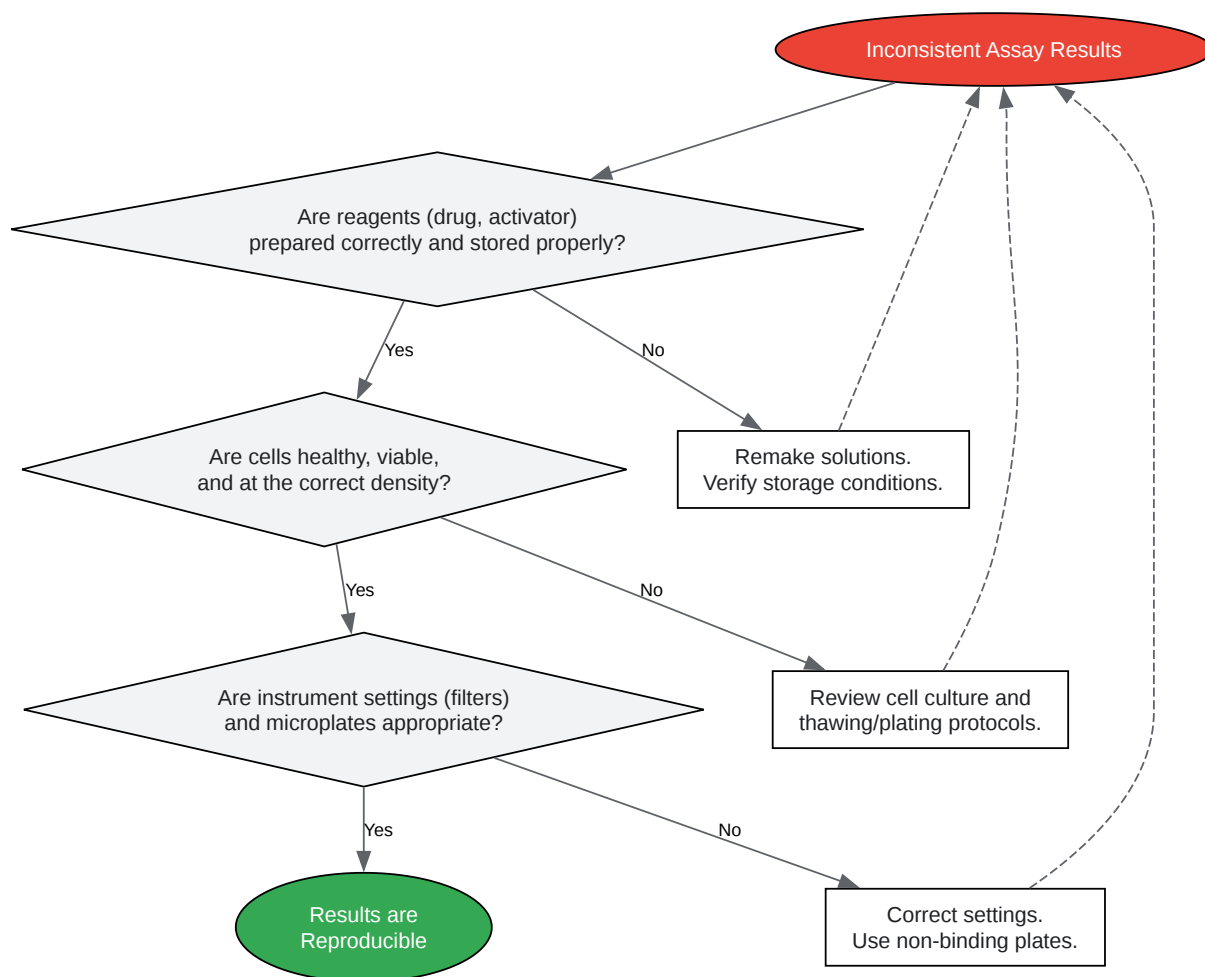 Inconsistent Assay Results
Are reagents (drug, activator)
prepared correctly and stored properly?
Yes
No
Are cells healthy, viable,
and at the correct density?
Remake solutions.
Verify storage conditions.
Yes
No
Are instrument settings (filters)
and microplates appropriate?
Review cell culture and
thawing/plating protocols.
Yes
No
Results are
Reproducible
Correct settings.
Use non-binding plates.